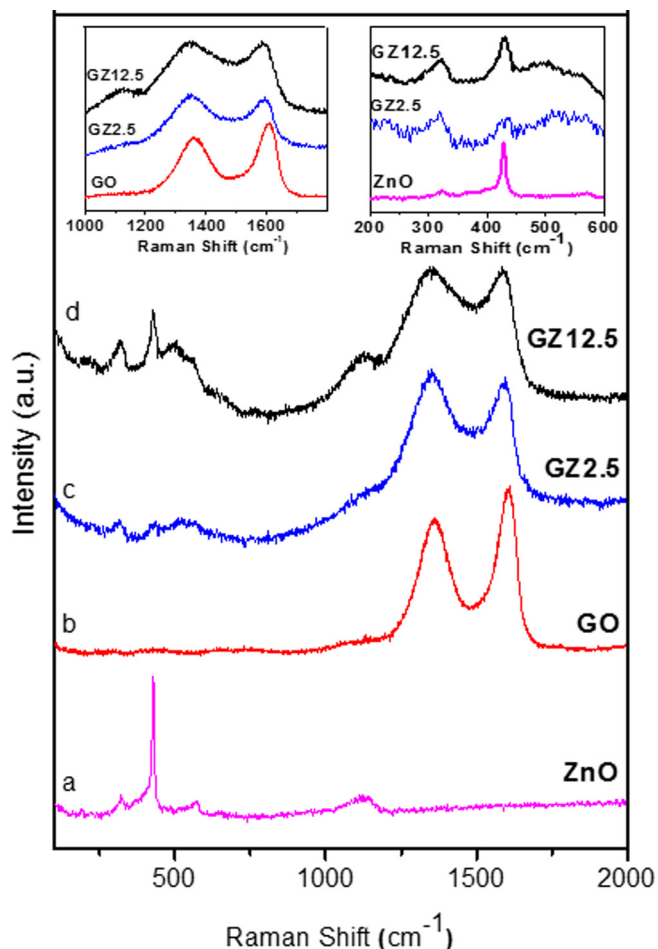 GZ12.5
GZ2.5
GO
1000 1200 1400 1600
Raman Shift (cm⁻¹)
GZ12.5
GZ2.5
ZnO
200 300 400 500 600
Raman Shift (cm⁻¹)
d
GZ12.5
c
GZ2.5
b
GO
a
ZnO
Intensity (a.u.)
500 1000 1500 2000
Raman Shift (cm⁻¹)